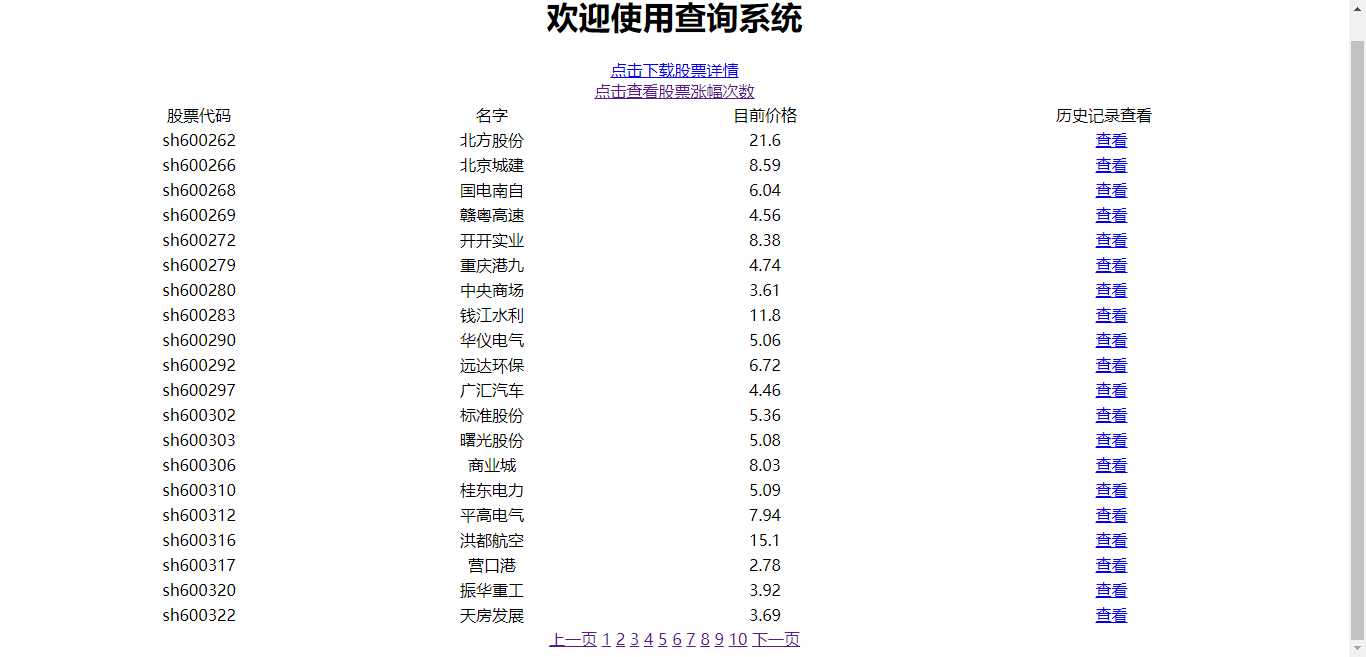 欢迎使用查询系统
点击下载股票详情
点击查看股票涨幅次数
股票代码 名字 目前价格 历史记录查看
sh600262 北方股份 21.6 查看
sh600266 北京城建 8.59 查看
sh600268 国电南自 6.04 查看
sh600269 赣粤高速 4.56 查看
sh600272 开开实业 8.38 查看
sh600279 重庆港九 4.74 查看
sh600280 中央商场 3.61 查看
sh600283 钱江水利 11.8 查看
sh600290 华仪电气 5.06 查看
sh600292 远达环保 6.72 查看
sh600297 广汇汽车 4.46 查看
sh600302 标准股份 5.36 查看
sh600303 曙光股份 5.08 查看
sh600306 商业城 8.03 查看
sh600310 桂东电力 5.09 查看
sh600312 平高电气 7.94 查看
sh600316 洪都航空 15.1 查看
sh600317 营口港 2.78 查看
sh600320 振华重工 3.92 查看
sh600322 天房发展 3.69 查看
上一页 1 2 3 4 5 6 7 8 9 10 下一页